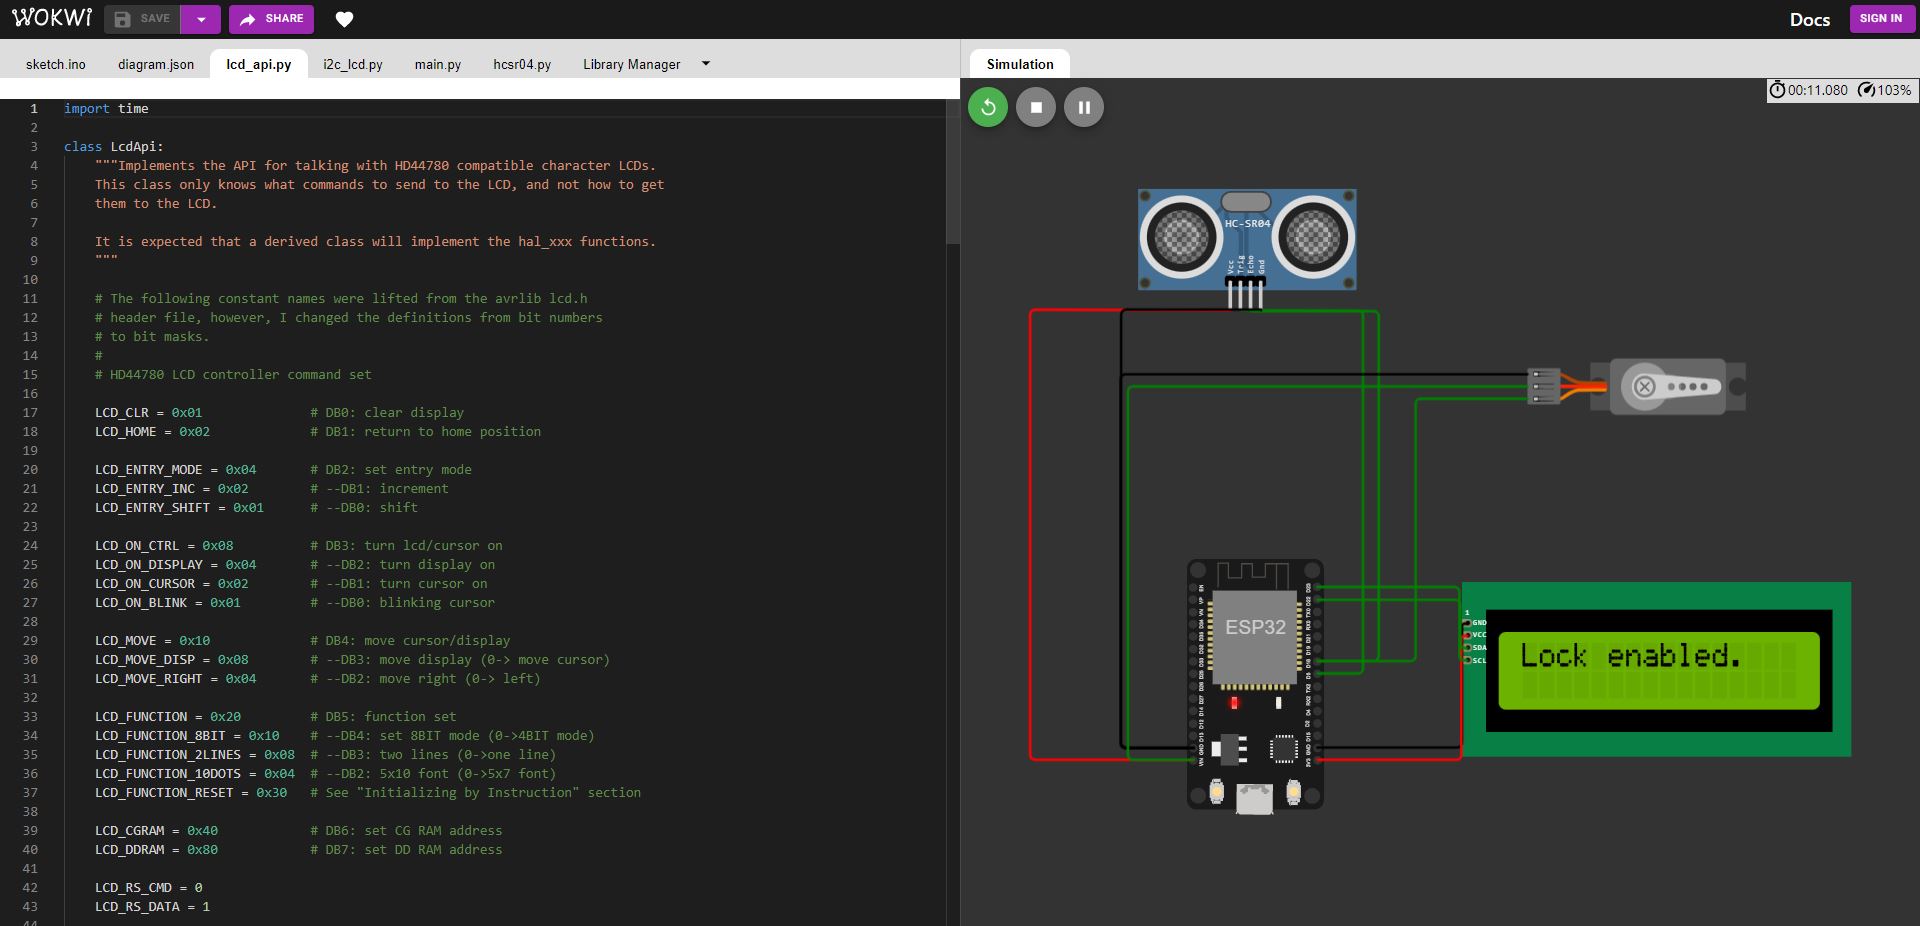 WOKWI
SAVE
SHARE
Docs
SIGN IN
sketch.ino
diagram.json
lcd_api.py
i2c_lcd.py
main.py
hcsr04.py
Library Manager
Simulation
00:11.080
103%
1 import time
2
3 class LcdApi:
4 """Implements the API for talking with HD44780 compatible character LCDs.
5 This class only knows what commands to send to the LCD, and not how to get
6 them to the LCD.
7
8 It is expected that a derived class will implement the hal_xxx functions.
9 """
10
11 # The following constant names were lifted from the avrlib lcd.h
12 # header file, however, I changed the definitions from bit numbers
13 # to bit masks.
14 #
15 # HD44780 LCD controller command set
16
17 LCD_CLR = 0x01 # DB0: clear display
18 LCD_HOME = 0x02 # DB1: return to home position
19
20 LCD_ENTRY_MODE = 0x04 # DB2: set entry mode
21 LCD_ENTRY_INC = 0x02 # --DB1: increment
22 LCD_ENTRY_SHIFT = 0x01 # --DB0: shift
23
24 LCD_ON_CTRL = 0x08 # DB3: turn lcd/cursor on
25 LCD_ON_DISPLAY = 0x04 # --DB2: turn display on
26 LCD_ON_CURSOR = 0x02 # --DB1: turn cursor on
27 LCD_ON_BLINK = 0x01 # --DB0: blinking cursor
28
29 LCD_MOVE = 0x10 # DB4: move cursor/display
30 LCD_MOVE_DISP = 0x08 # --DB3: move display (0-> move cursor)
31 LCD_MOVE_RIGHT = 0x04 # --DB2: move right (0-> left)
32
33 LCD_FUNCTION = 0x20 # DB5: function set
34 LCD_FUNCTION_8BIT = 0x10 # --DB4: set 8BIT mode (0->4BIT mode)
35 LCD_FUNCTION_2LINES = 0x08 # --DB3: two lines (0->one line)
36 LCD_FUNCTION_10DOTS = 0x04 # --DB2: 5x10 font (0->5x7 font)
37 LCD_FUNCTION_RESET = 0x30 # See "Initializing by Instruction" section
38
39 LCD_CGRAM = 0x40 # DB6: set CG RAM address
40 LCD_DDRAM = 0x80 # DB7: set DD RAM address
41
42 LCD_RS_CMD = 0
43 LCD_RS_DATA = 1
44
HC-SR04
Vcc
Trig
Echo
Gnd
ESP32
1
GND
VCC
SDA
SCL
Lock enabled.